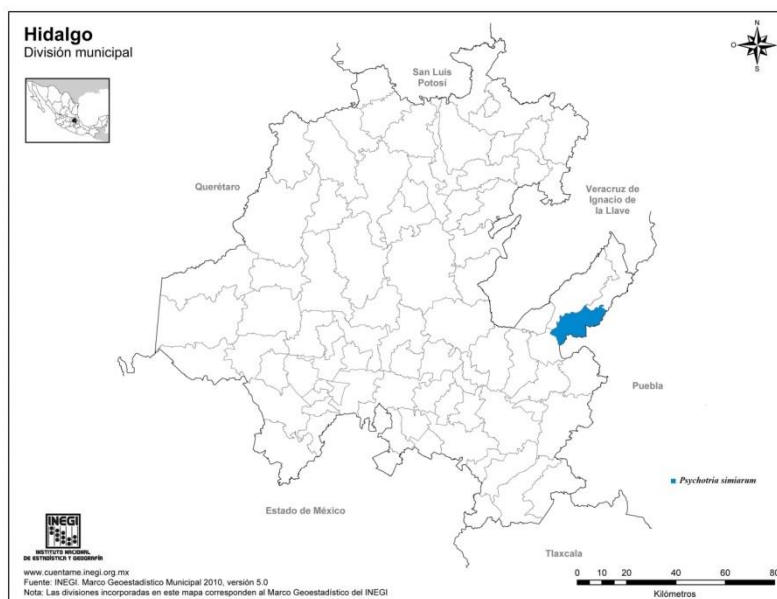 Hidalgo
División municipal
N
O
E
S
San Luis
Potosí
Querétaro
Veracruz de
Ignacio de
la Llave
Puebla
Psychotria simiarum
Estado de México
Tlaxcala
INEGI
INSTITUTO NACIONAL
DE ESTADÍSTICA Y GEOGRAFÍA
www.cuentame.inegi.org.mx
Fuente: INEGI. Marco Geoestadístico Municipal 2010, versión 5.0
Nota: Las divisiones incorporadas en este mapa corresponden al Marco Geoestadístico del INEGI
0 10 20 40 60 80
Kilómetros